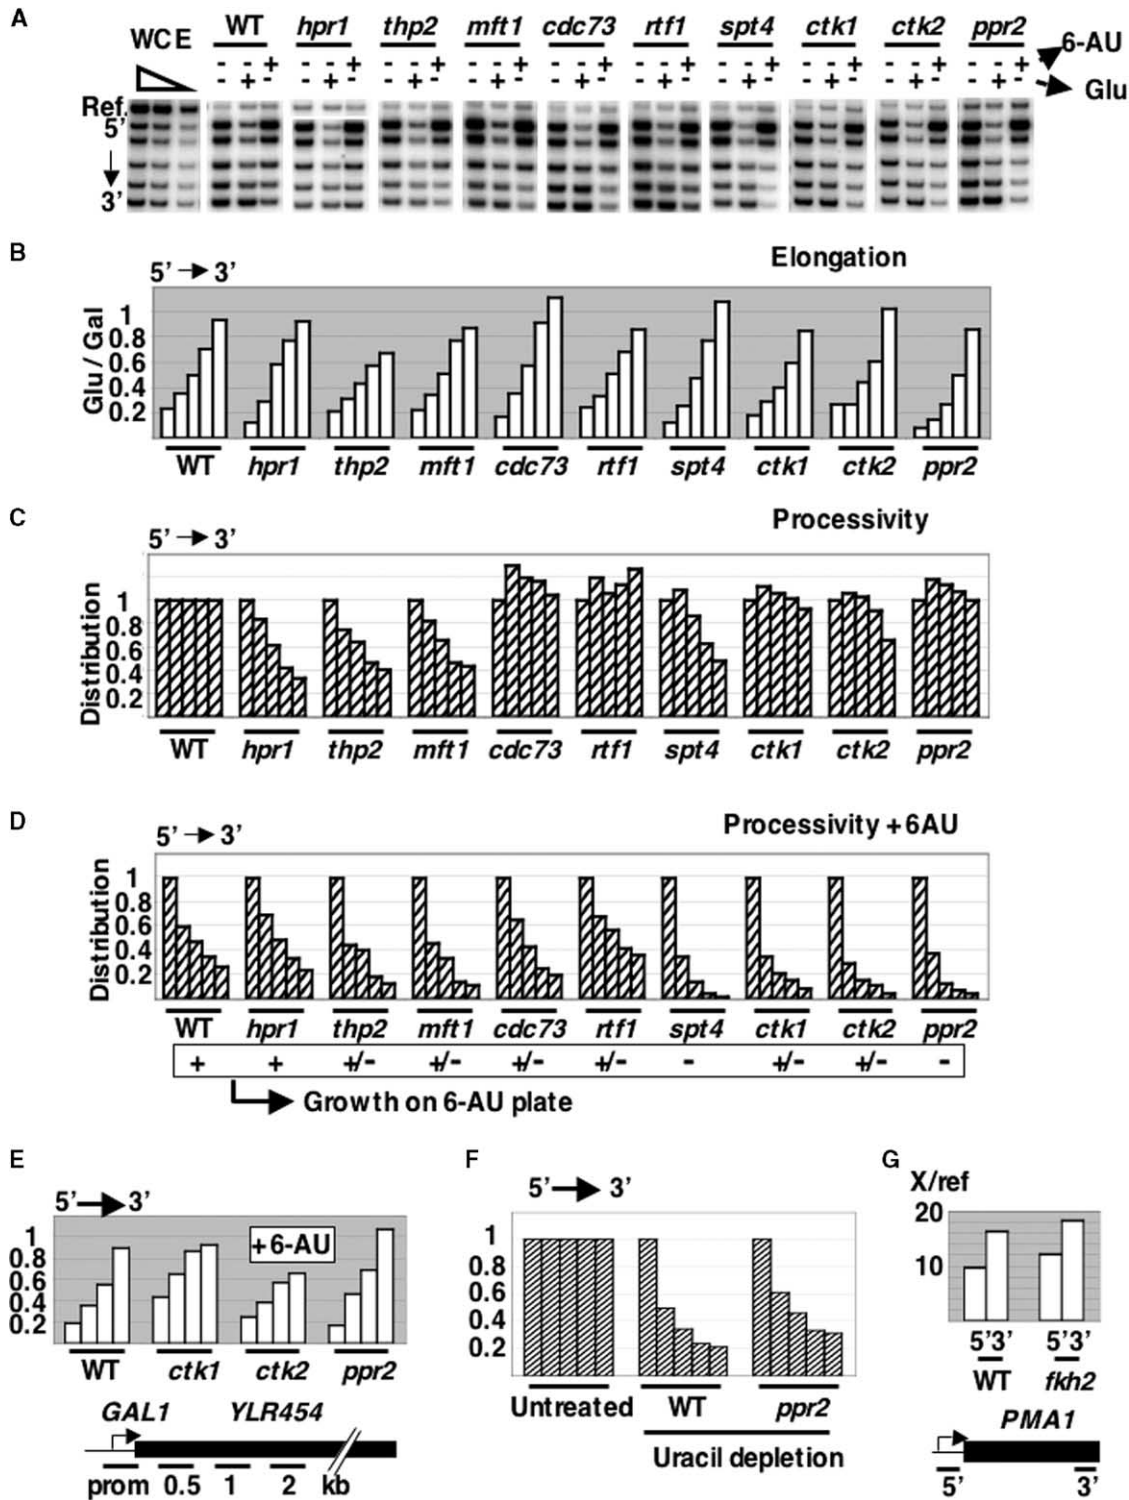 A
WCE WT hpr1 thp2 mft1 cdc73 rtf1 spt4 ctk1 ctk2 ppr2
- - + - - + - - + - - + - - + - - + - - + - - + - - + - - + 6-AU
- + - - + - - + - - + - - + - - + - - + - - + - - + - - + - Glu
Ref.
5'
3'
B
5' → 3' Elongation
Glu / Gal
1
0.8
0.6
0.4
0.2
WT hpr1 thp2 mft1 cdc73 rtf1 spt4 ctk1 ctk2 ppr2
C
5' → 3' Processivity
Distribution
1
0.8
0.6
0.4
0.2
WT hpr1 thp2 mft1 cdc73 rtf1 spt4 ctk1 ctk2 ppr2
D
5' → 3' Processivity + 6AU
Distribution
1
0.8
0.6
0.4
0.2
WT hpr1 thp2 mft1 cdc73 rtf1 spt4 ctk1 ctk2 ppr2
+ + +/- +/- +/- +/- - +/- +/- -
Growth on 6-AU plate
E
5' → 3'
+ 6-AU
1
0.8
0.6
0.4
0.2
WT ctk1 ctk2 ppr2
GAL1 YLR454
prom 0.5 1 2 kb
F
5' → 3'
1
0.8
0.6
0.4
0.2
Untreated WT ppr2
Uracil depletion
G
X/ref
20
10
5'3' 5'3'
WT fkh2
PMA1
5' 3'